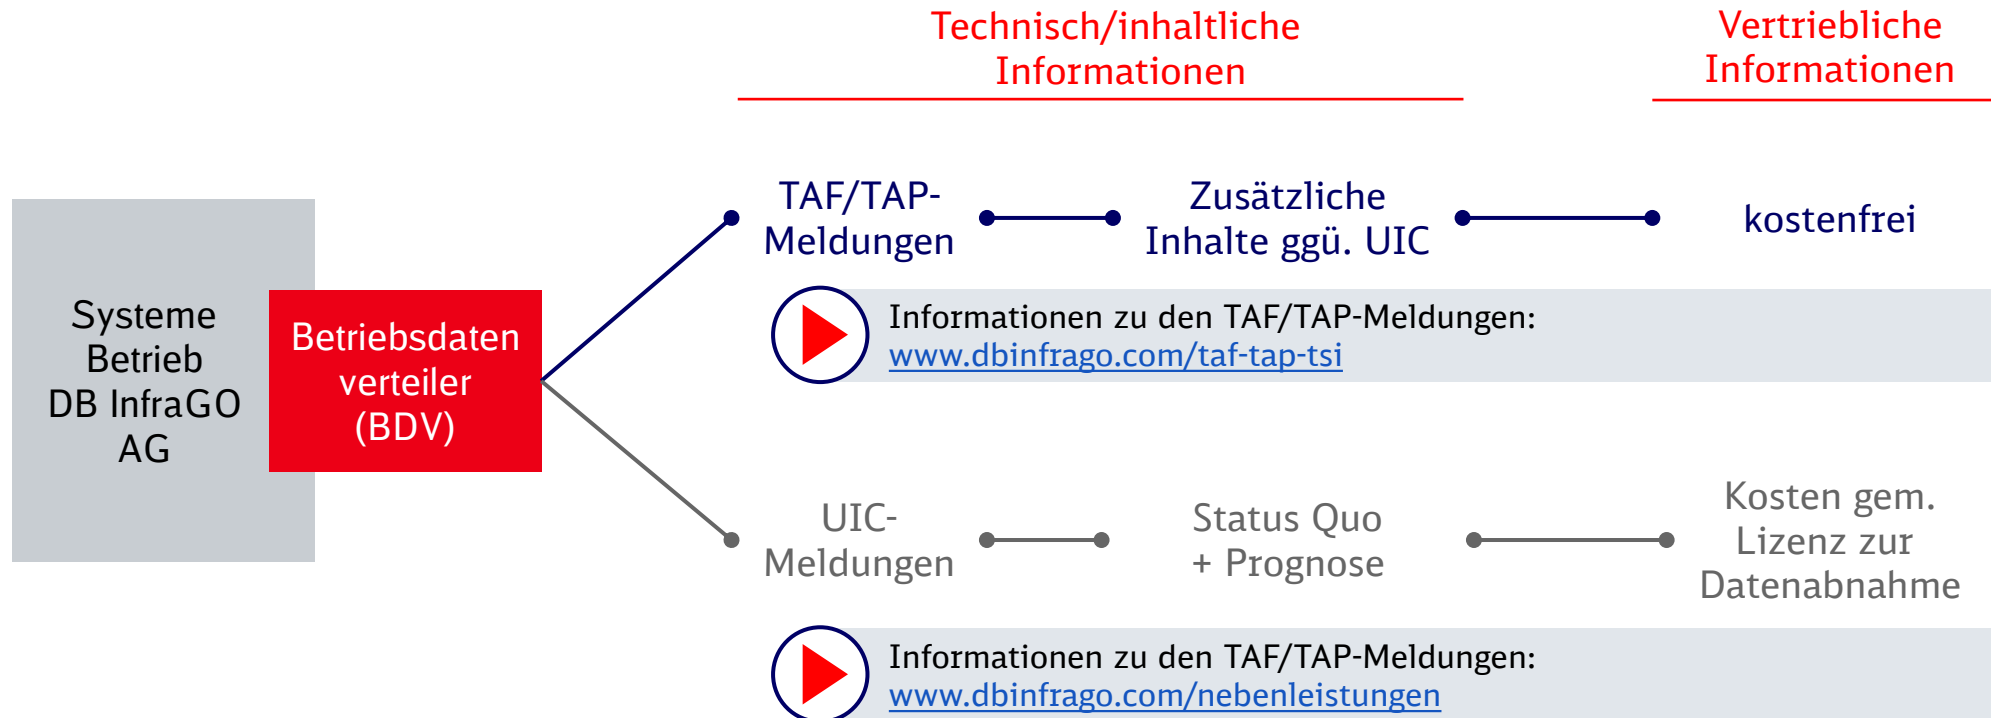 Technisch/inhaltliche
Informationen
Vertriebliche
Informationen
Systeme
Betrieb
DB InfraGO
AG
Betriebsdaten
verteiler
(BDV)
TAF/TAP-
Meldungen
Zusätzliche
Inhalte ggü. UIC
kostenfrei
Informationen zu den TAF/TAP-Meldungen:
www.dbinfrago.com/taf-tap-tsi
UIC-
Meldungen
Status Quo
+ Prognose
Kosten gem.
Lizenz zur
Datenabnahme
Informationen zu den TAF/TAP-Meldungen:
www.dbinfrago.com/nebenleistungen